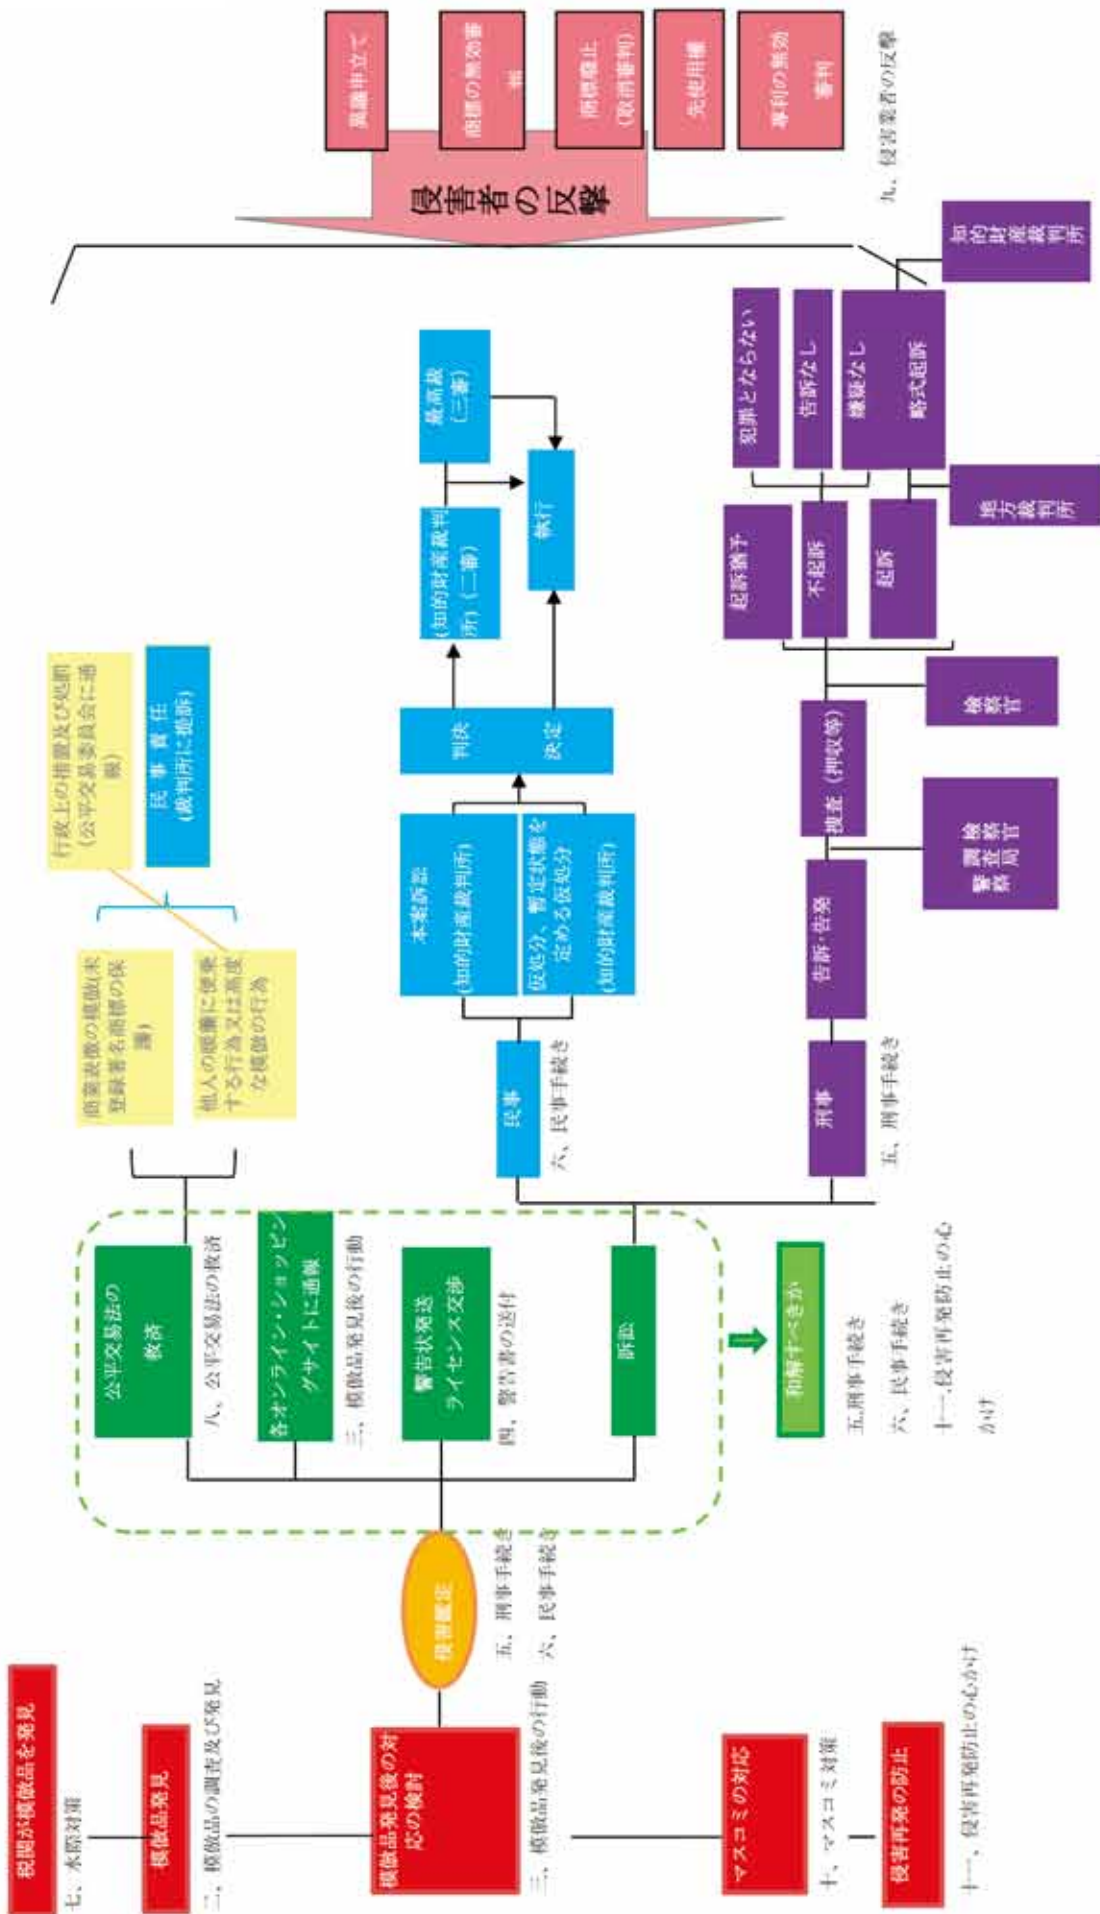 税関が模倣品を発見
七、水際対策
模倣品発見
二、模倣品の調査及び発見
模倣品発見後の対
応の検討
三、模倣品発見後の行動
マスコミの対応
十、マスコミ対策
侵害再発の防止
十一、侵害再発防止の心がけ
侵害鑑定
五、刑事手続き
六、民事手続き
公平交易法の
救済
八、公平交易法の救済
各オンライン・ショッピン
グサイトに通報
三、模倣品発見後の行動
警告状発送
ライセンス交渉
四、警告書の送付
訴訟
和解すべきか
五.刑事手続き
六、民事手続き
十一.侵害再発防止の心
がけ
商業表徴の模倣(未
登録著名商標の保
護)
他人の職廉に便乗
する行為又は高度
な模倣の行為
行政上の措置及び処罰
(公平交易委員会に通
報)
民事責任
(裁判所に提訴)
民事
六、民事手続き
本案訴訟
(知的財産裁判所)
仮処分、暫定状態を
定める仮処分
(知的財産裁判所)
判決
決定
(知的財産裁判
所)(二審)
最高裁
(三審)
執行
刑事
五、刑事手続き
告訴・告発
検察官
調査局
警察
捜査(押収等)
検察官
起訴猶予
不起訴
起訴
犯罪とならない
告訴なし
嫌疑なし
略式起訴
地方裁判所
知的財産裁判所
侵害者の反撃
異議申立て
商標の無効審
商標廃止
(取消審判)
先使用権
専利の無効
審判
九、侵害業者の反撃